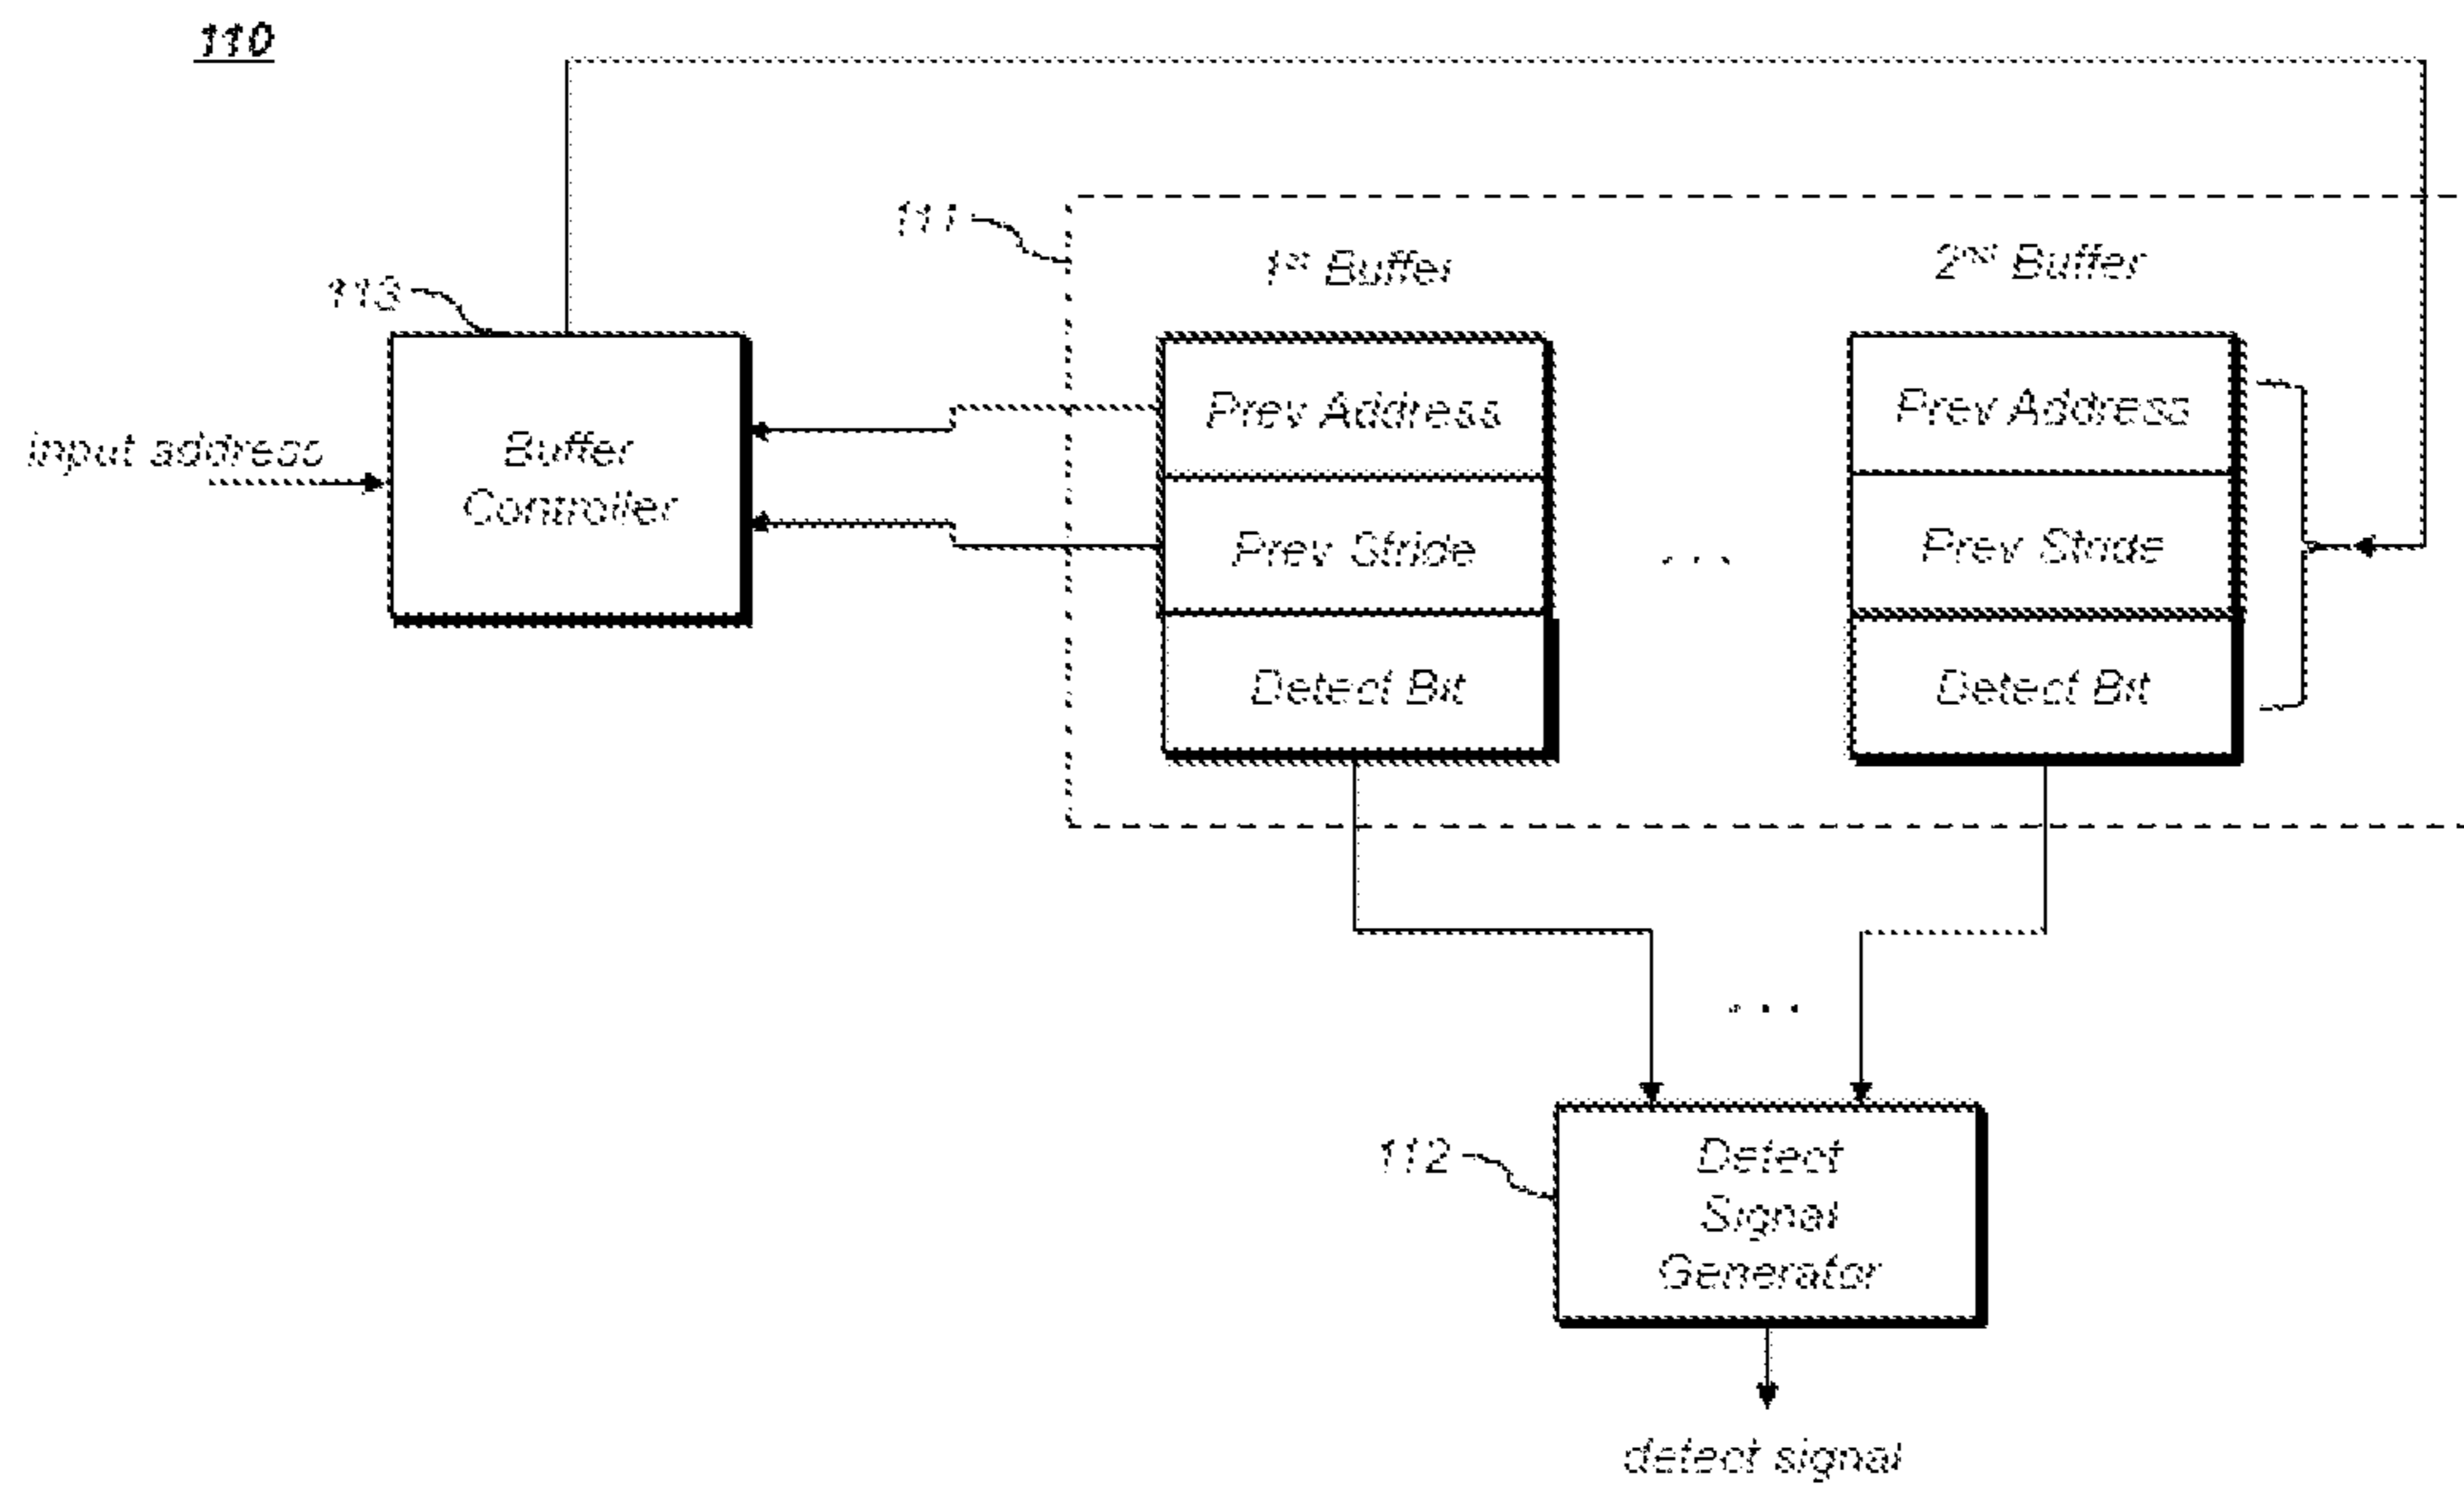 110
111
1st Buffer
2nd Buffer
113
Prev Address
Prev Address
input address
Buffer
Controller
Prev Stride
...
Prev Stride
Detect Bit
Detect Bit
...
112
Detect
Signal
Generator
detect signal